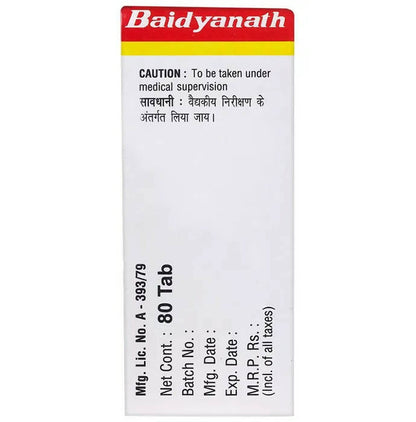 Baidyanath
CAUTION : To be taken under
medical supervision
सावधानी : वैद्यकीय निरीक्षण के
अंतर्गत लिया जाय।
Mfg. Lic. No. A - 393/79
Net Cont. : 80 Tab
Batch No. :
Mfg. Date :
Exp. Date :
M.R.P. Rs. :
(Incl. of all taxes)